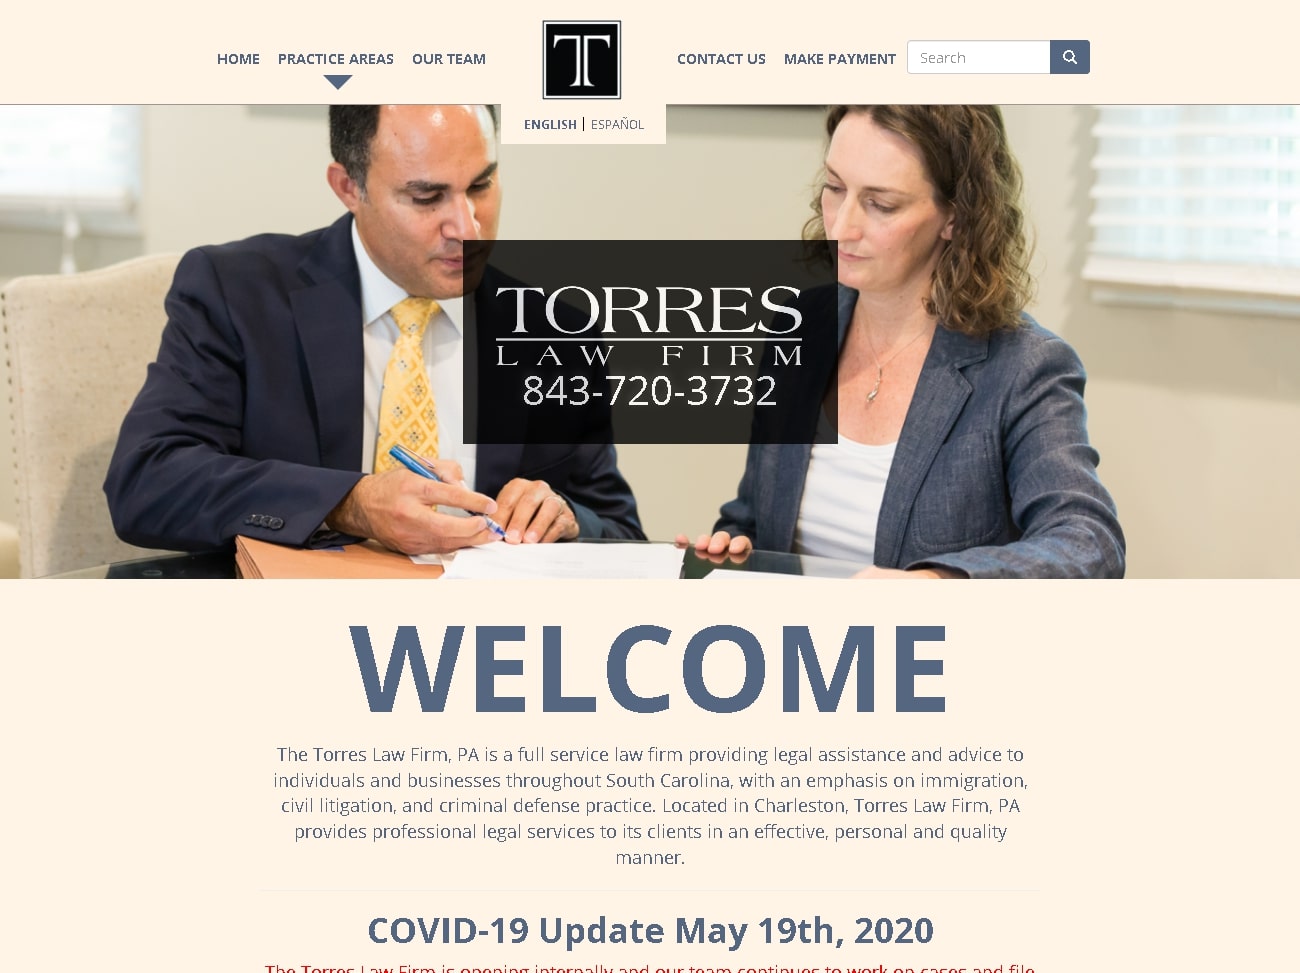 HOME PRACTICE AREAS OUR TEAM T CONTACT US MAKE PAYMENT Search
ENGLISH | ESPAÑOL
TORRES
LAW FIRM
843-720-3732
WELCOME
The Torres Law Firm, PA is a full service law firm providing legal assistance and advice to
individuals and businesses throughout South Carolina, with an emphasis on immigration,
civil litigation, and criminal defense practice. Located in Charleston, Torres Law Firm, PA
provides professional legal services to its clients in an effective, personal and quality
manner.
COVID-19 Update May 19th, 2020
The Torres Law Firm is opening internally and our team continues to work on cases and file